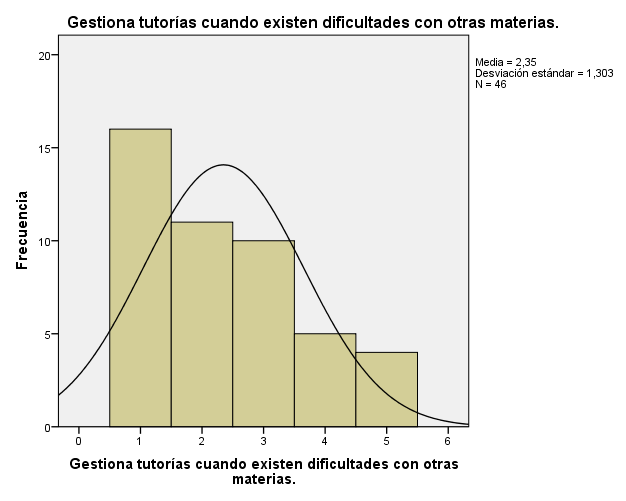 Gestiona tutorías cuando existen dificultades con otras materias.
Media = 2,35
Desviación estándar = 1,303
N = 46
Frecuencia
20
15
10
5
0
0 1 2 3 4 5 6
Gestiona tutorías cuando existen dificultades con otras
materias.